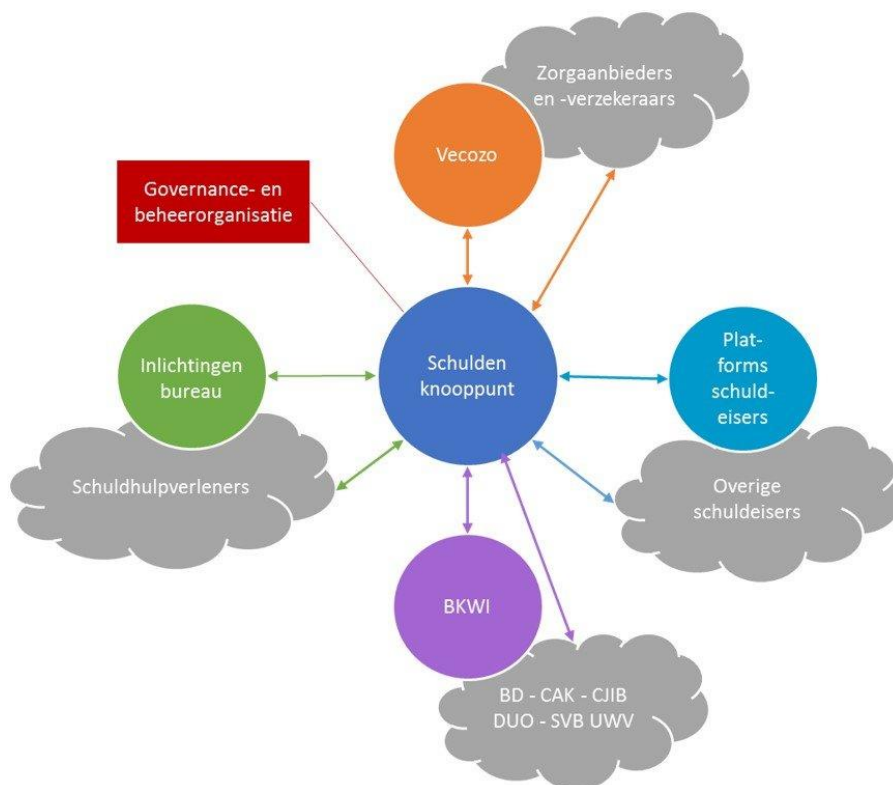 Zorgaanbieders
en -verzekeraars
Vecozo
Governance- en
beheerorganisatie
Inlichtingen
bureau
Schulden
knooppunt
Plat-
forms
schuld-
eisers
Schuldhulpverleners
Overige
schuldeisers
BKWI
BD - CAK - CJIB
DUO - SVB UWV